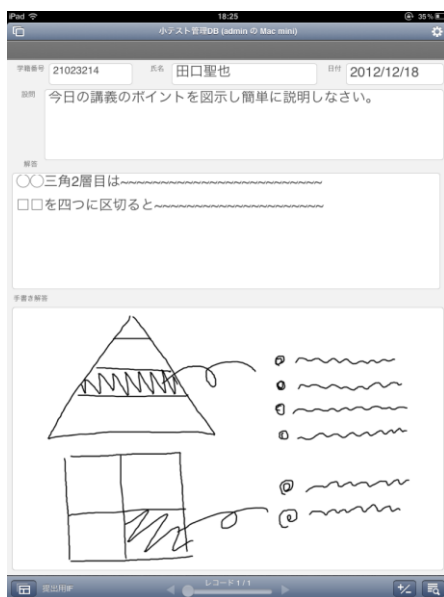 iPad 18:25 35%
小テスト管理DB (admin の Mac mini)
学籍番号 21023214 氏名 田口聖也 日付 2012/12/18
設問 今日の講義のポイントを図示し簡単に説明しなさい。
解答
〇〇三角2層目は~~~~~~~~~~~~~~~~~~~~~~~~
□□を四つに区切ると~~~~~~~~~~~~~~~~~~~~
手書き解答
提出用IF レコード 1 / 1